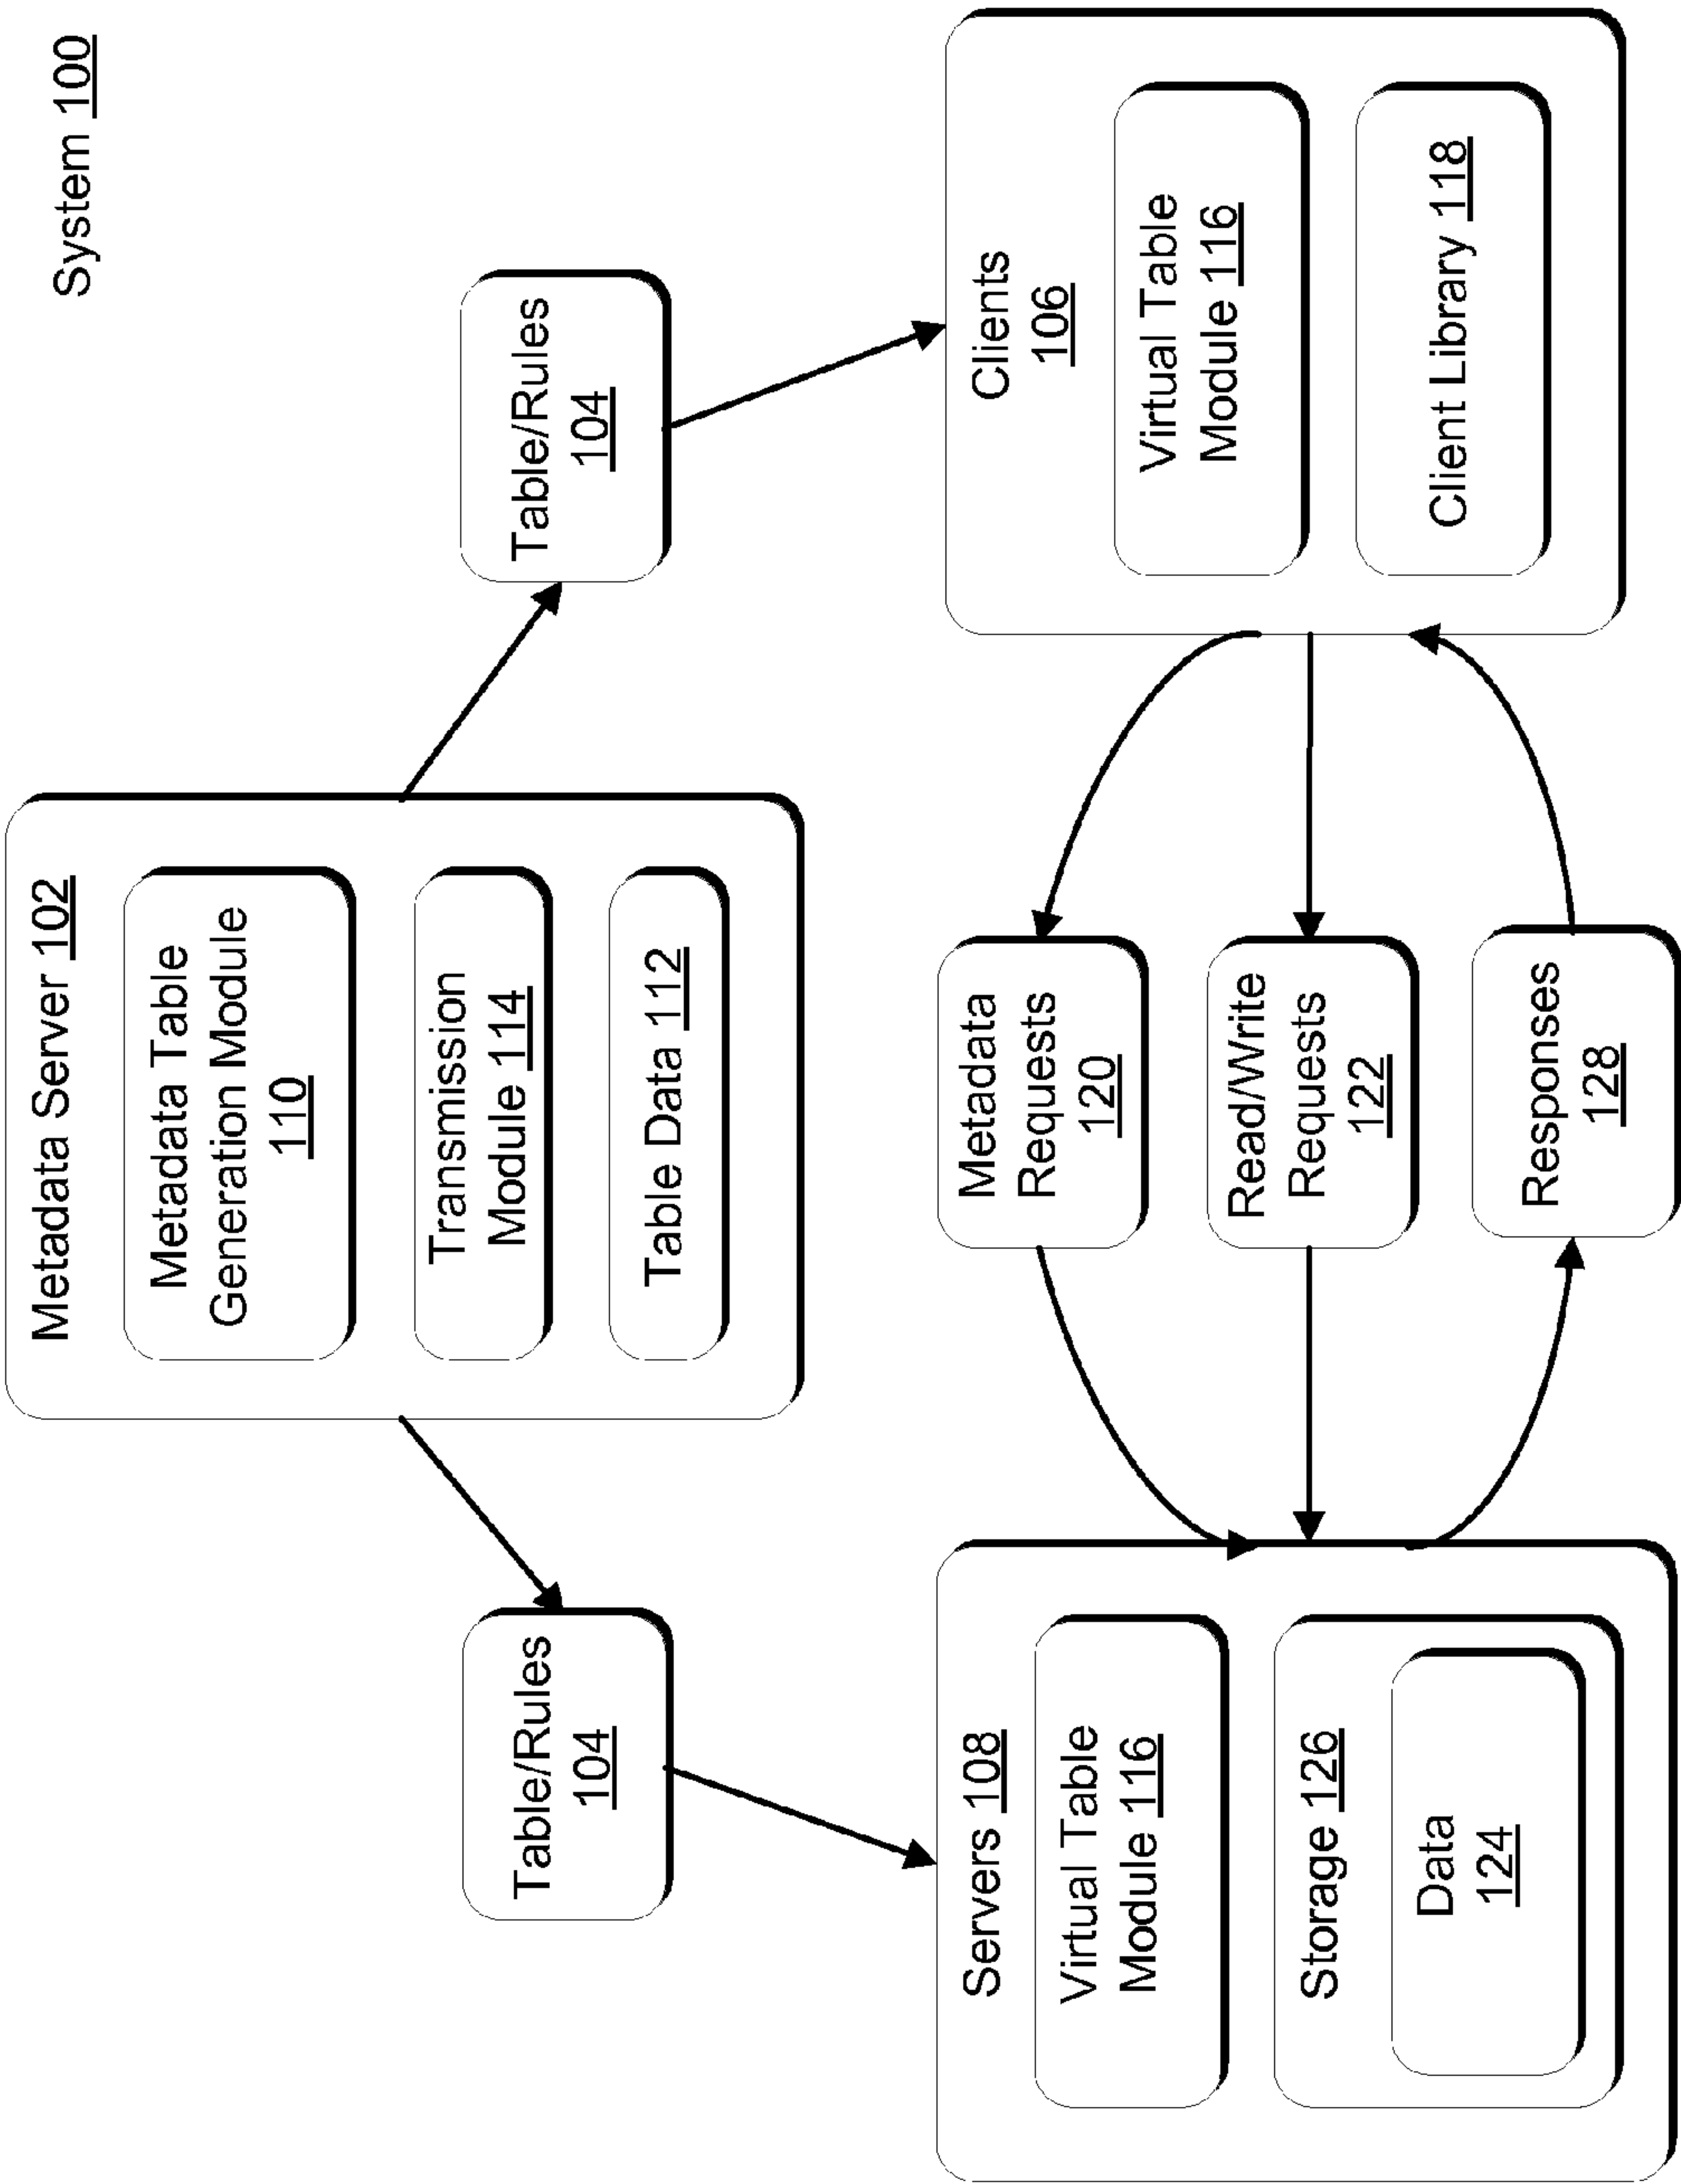 System 100
Metadata Server 102
Metadata Table
Generation Module
110
Transmission
Module 114
Table Data 112
Table/Rules
104
Table/Rules
104
Servers 108
Virtual Table
Module 116
Storage 126
Data
124
Metadata
Requests
120
Read/Write
Requests
122
Responses
128
Clients
106
Virtual Table
Module 116
Client Library 118